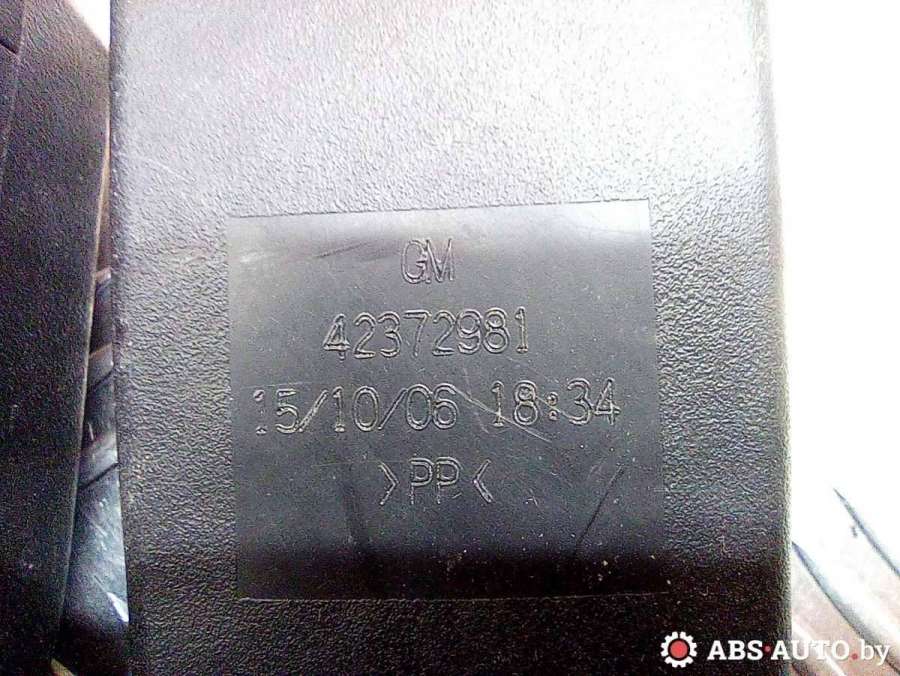 GM
42372981
15/10/06 18:34
>PP<
ABS-AUTO.by